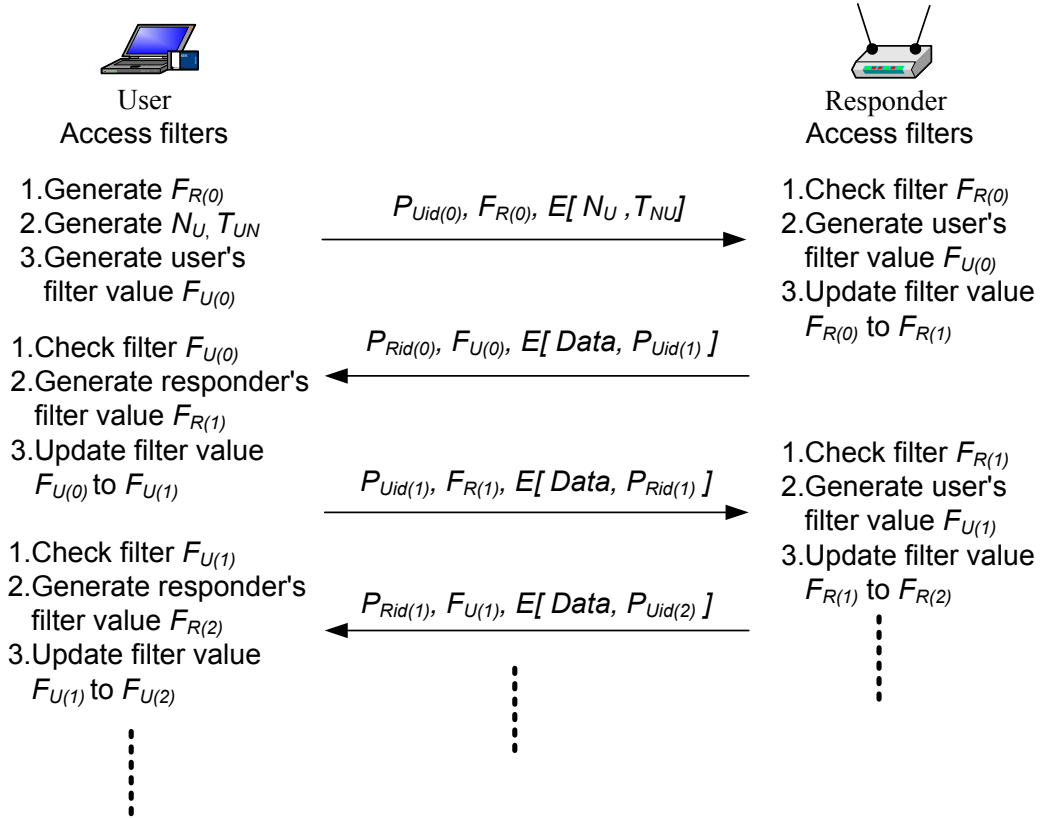 User
Access filters
1.Generate F_R(0)
2.Generate N_U, T_UN
3.Generate user's
filter value F_U(0)
1.Check filter F_U(0)
2.Generate responder's
filter value F_R(1)
3.Update filter value
F_U(0) to F_U(1)
1.Check filter F_U(1)
2.Generate responder's
filter value F_R(2)
3.Update filter value
F_U(1) to F_U(2)
P_Uid(0), F_R(0), E[ N_U ,T_NU]
P_Rid(0), F_U(0), E[ Data, P_Uid(1) ]
P_Uid(1), F_R(1), E[ Data, P_Rid(1) ]
P_Rid(1), F_U(1), E[ Data, P_Uid(2) ]
Responder
Access filters
1.Check filter F_R(0)
2.Generate user's
filter value F_U(0)
3.Update filter value
F_R(0) to F_R(1)
1.Check filter F_R(1)
2.Generate user's
filter value F_U(1)
3.Update filter value
F_R(1) to F_R(2)